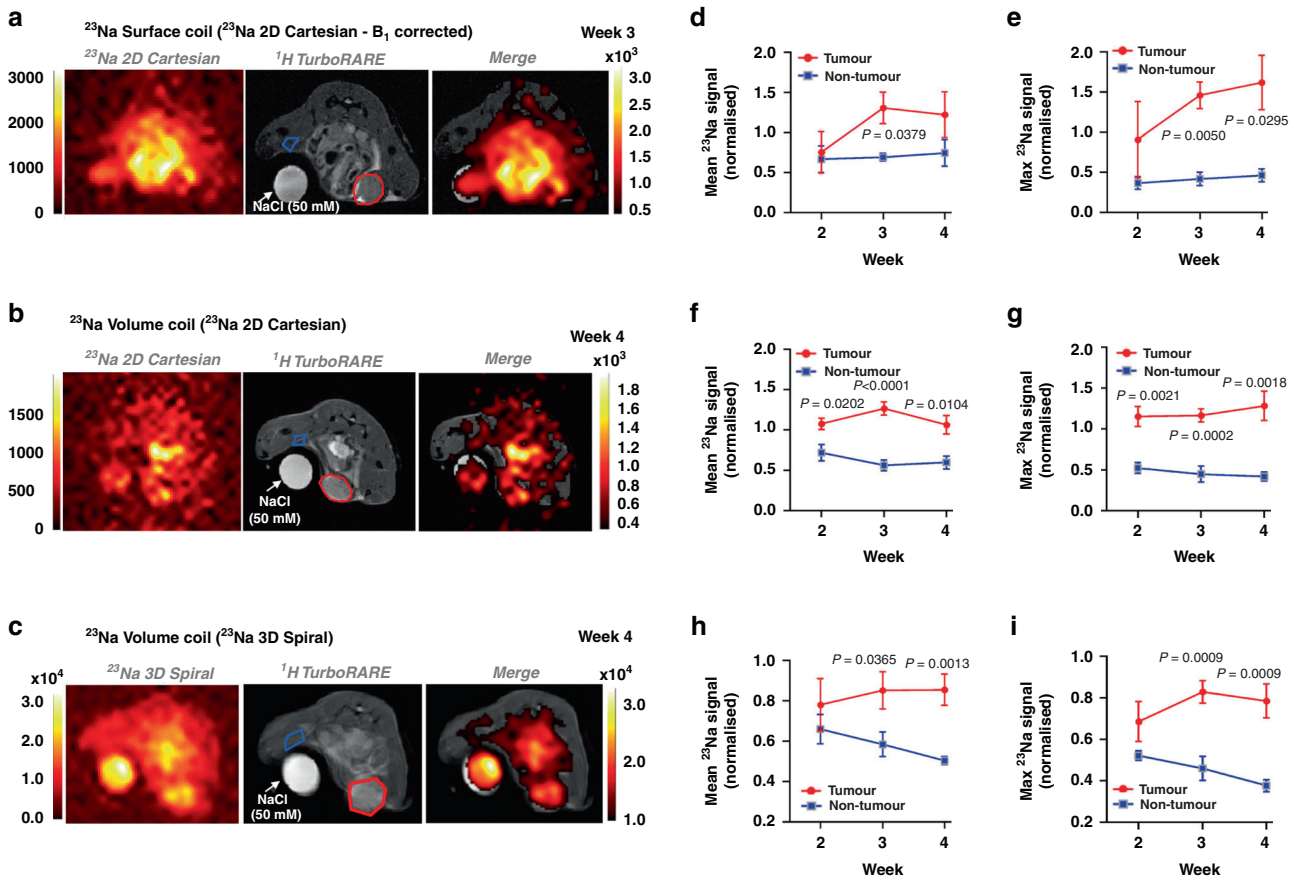 a
²³Na Surface coil (²³Na 2D Cartesian - B₁ corrected)
Week 3
²³Na 2D Cartesian
¹H TurboRARE
Merge
x10³
3000
2000
1000
0
NaCl (50 mM)
3.0
2.5
2.0
1.5
1.0
0.5
b
²³Na Volume coil (²³Na 2D Cartesian)
Week 4
²³Na 2D Cartesian
¹H TurboRARE
Merge
x10³
1500
1000
500
0
NaCl
(50 mM)
1.8
1.6
1.4
1.2
1.0
0.8
0.6
0.4
c
²³Na Volume coil (²³Na 3D Spiral)
Week 4
x10⁴
²³Na 3D Spiral
¹H TurboRARE
Merge
x10⁴
3.0
2.0
1.0
0.0
NaCl
(50 mM)
3.0
2.0
1.0
d
Mean ²³Na signal
(normalised)
2.0
1.5
1.0
0.5
0.0
Tumour
Non-tumour
P = 0.0379
2 3 4
Week
e
Max ²³Na signal
(normalised)
2.0
1.5
1.0
0.5
0.0
Tumour
Non-tumour
P = 0.0050
P = 0.0295
2 3 4
Week
f
Mean ²³Na signal
(normalised)
2.0
1.5
1.0
0.5
0.0
Tumour
Non-tumour
P<0.0001
P = 0.0202
P = 0.0104
2 3 4
Week
g
Max ²³Na signal
(normalised)
2.0
1.5
1.0
0.5
0.0
Tumour
Non-tumour
P = 0.0021
P = 0.0018
P = 0.0002
2 3 4
Week
h
Mean ²³Na signal
(normalised)
1.0
0.8
0.6
0.4
0.2
P = 0.0365
P = 0.0013
Tumour
Non-tumour
2 3 4
Week
i
Max ²³Na signal
(normalised)
1.0
0.8
0.6
0.4
0.2
P = 0.0009
P = 0.0009
Tumour
Non-tumour
2 3 4
Week